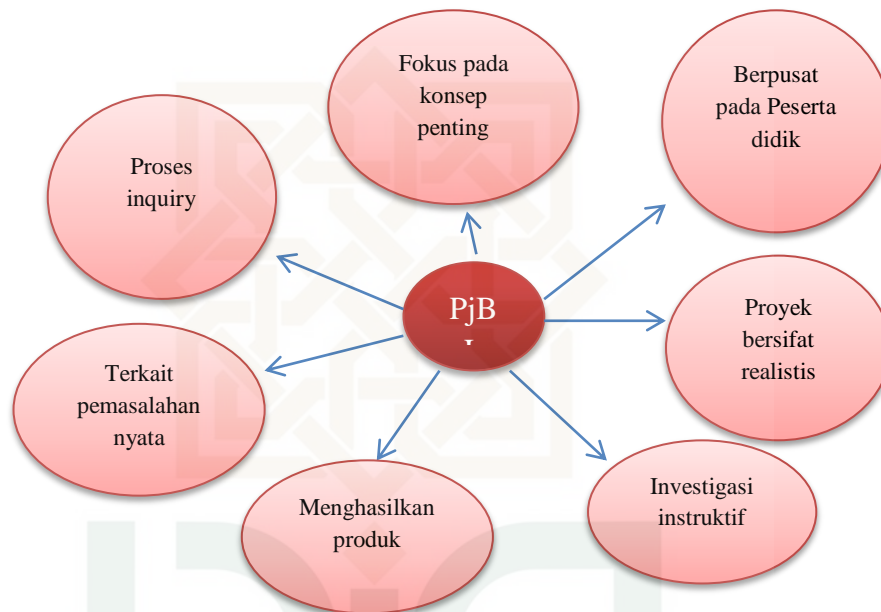 Fokus pada
konsep
penting
Berpusat
pada Peserta
didik
Proses
inquiry
PjB
Proyek
bersifat
realistis
Terkait
pemasalahan
nyata
Menghasilkan
produk
Investigasi
instruktif